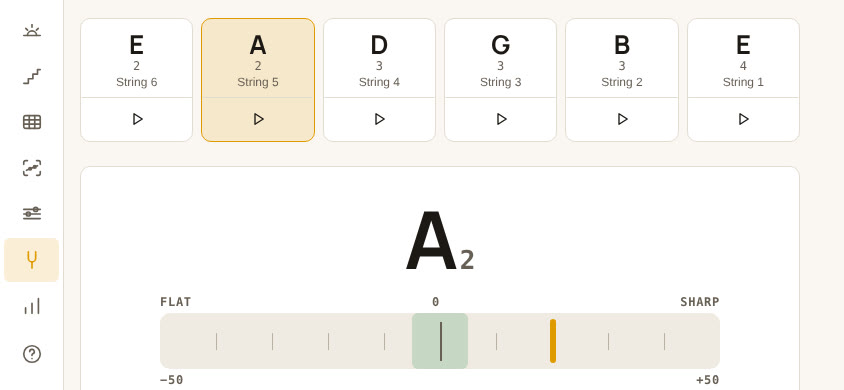 E A D G B E
2 2 3 3 3 4
String 6 String 5 String 4 String 3 String 2 String 1
A2
FLAT 0 SHARP
−50 +50